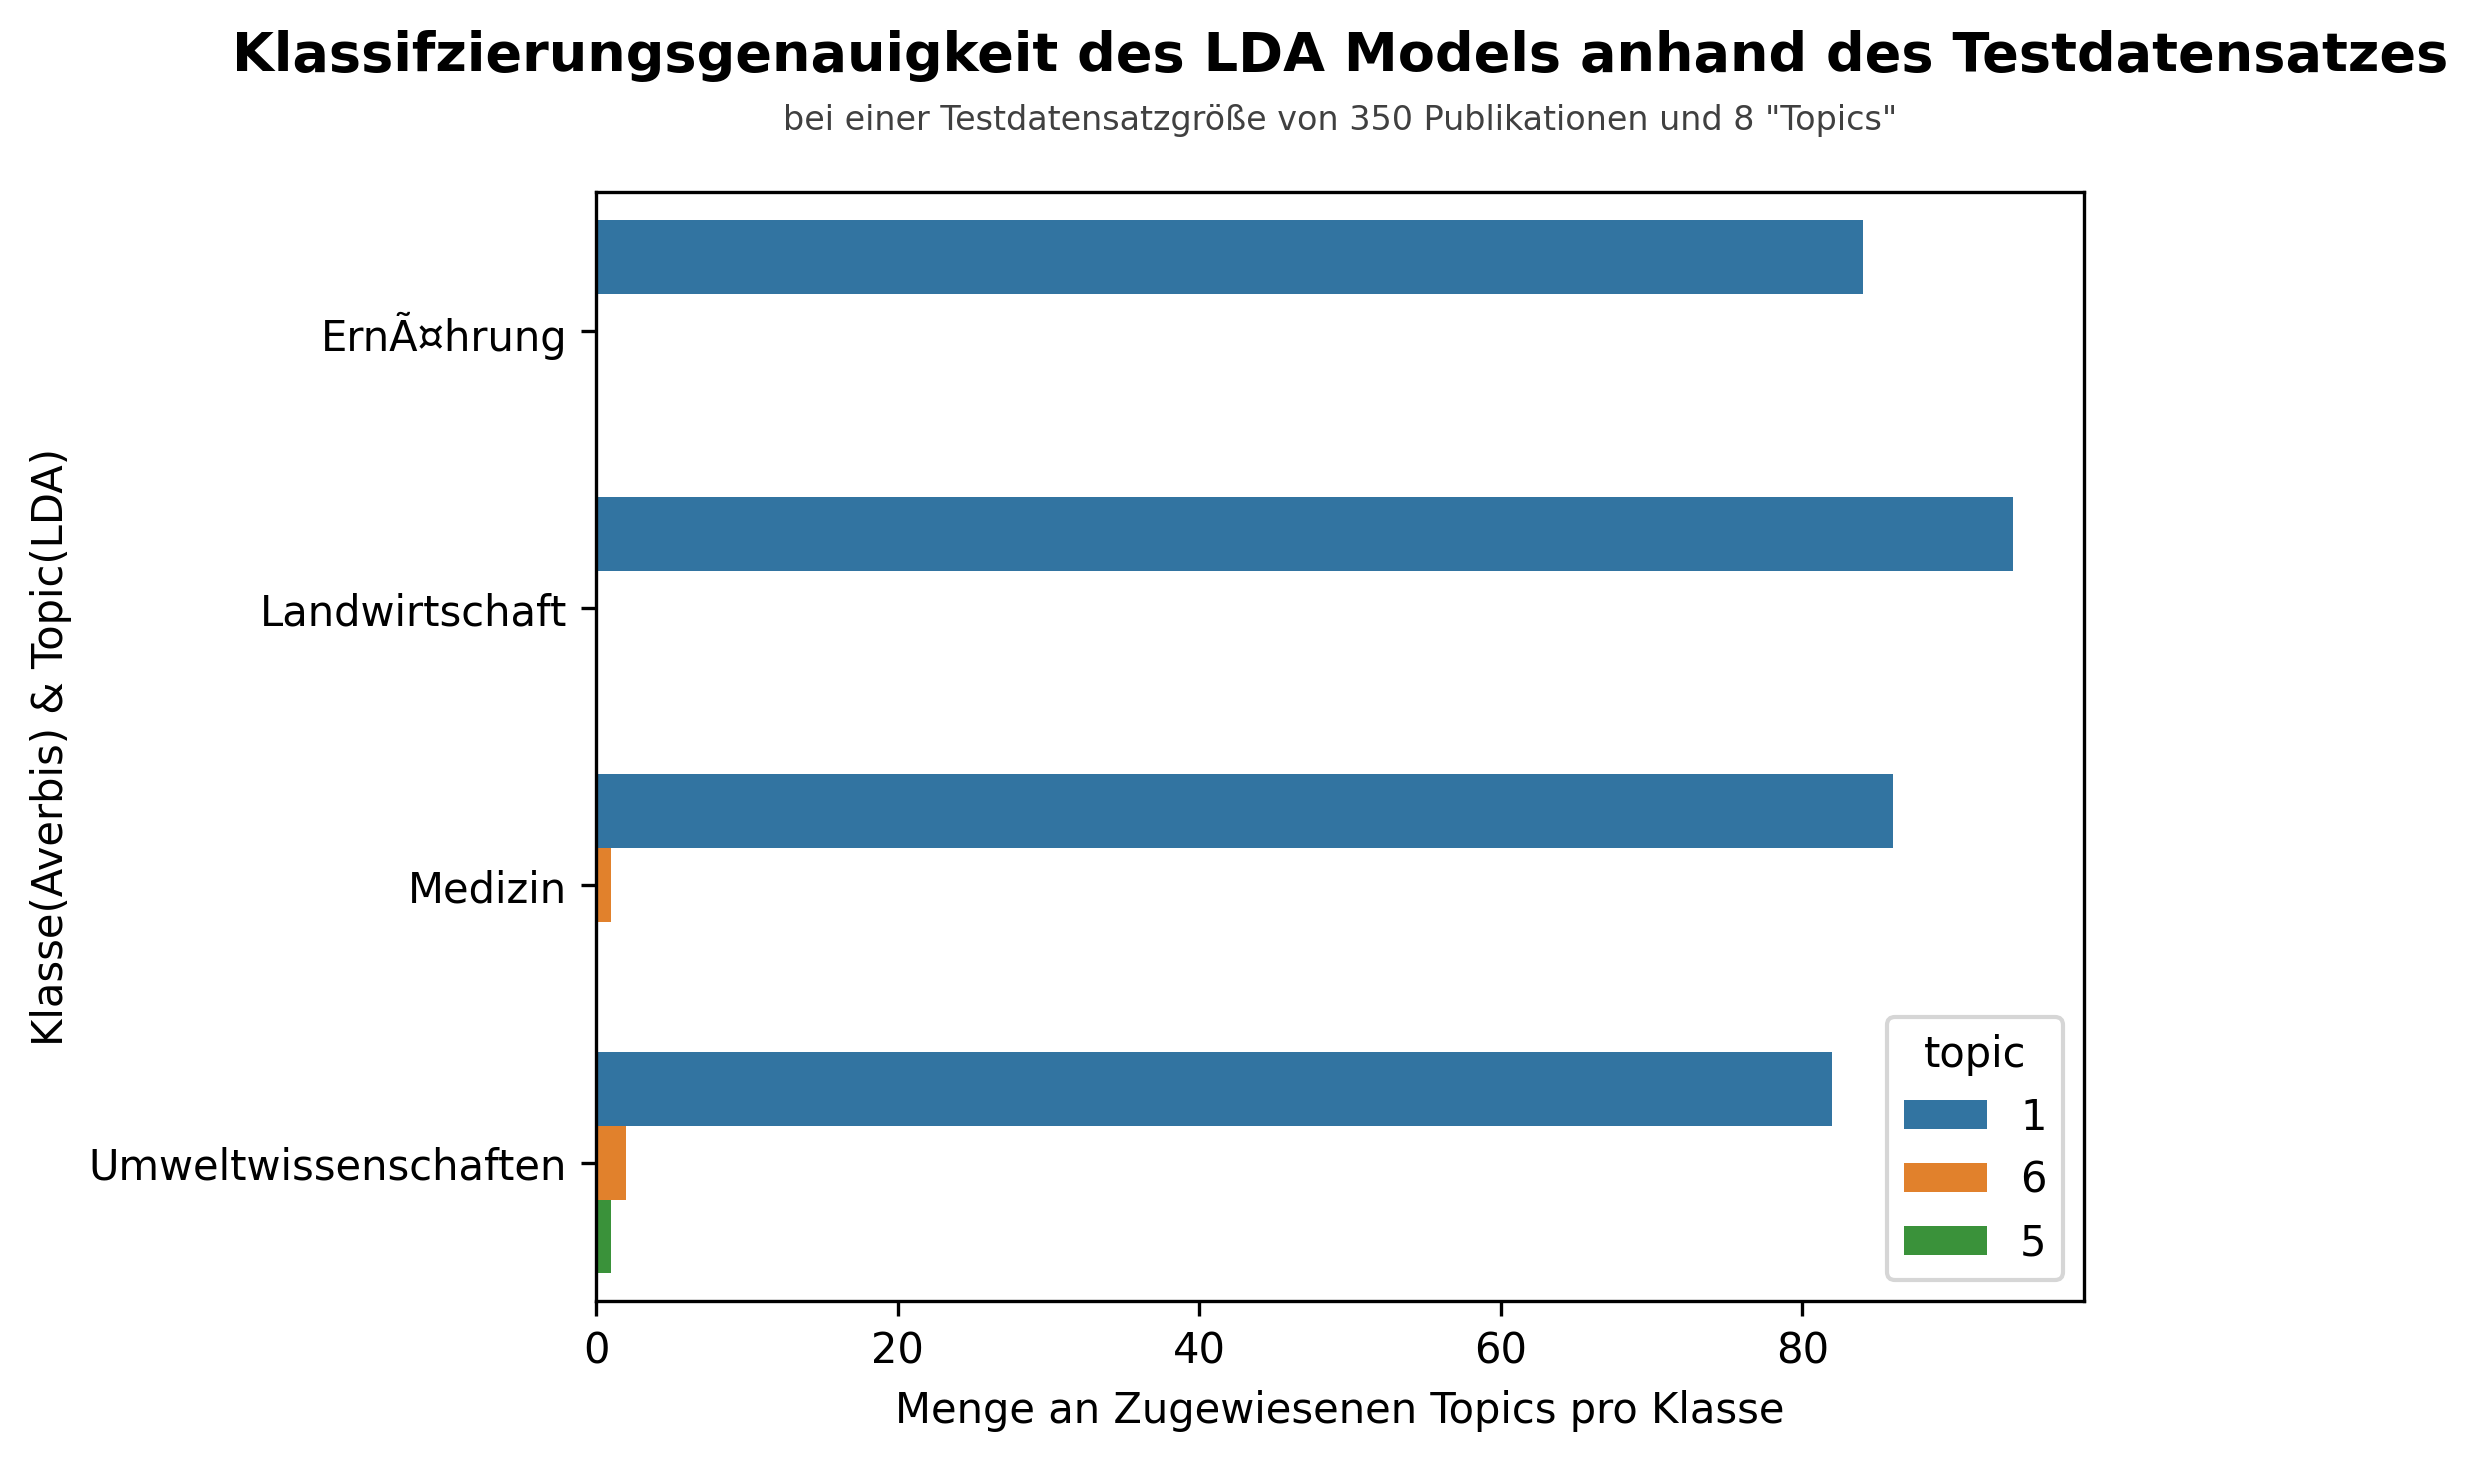 Klassifzierungsgenauigkeit des LDA Models anhand des Testdatensatzes
bei einer Testdatensatzgröße von 350 Publikationen und 8 "Topics"
Klasse(Averbis) & Topic(LDA)
ErnÃ¤hrung
Landwirtschaft
Medizin
Umweltwissenschaften
topic
1
6
5
0 20 40 60 80
Menge an Zugewiesenen Topics pro Klasse